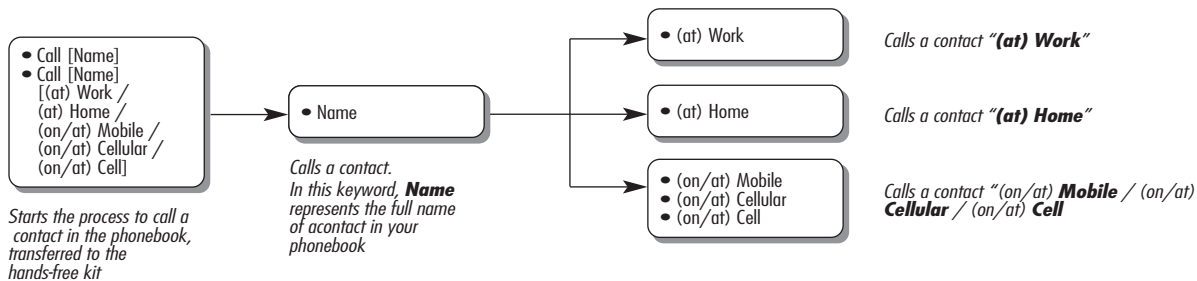 • Call [Name]
• Call [Name]
[(at) Work /
(at) Home /
(on/at) Mobile /
(on/at) Cellular /
(on/at) Cell]
Starts the process to call a
contact in the phonebook,
transferred to the
hands-free kit
• Name
Calls a contact.
In this keyword, Name
represents the full name
of acontact in your
phonebook
• (at) Work
Calls a contact "(at) Work"
• (at) Home
Calls a contact "(at) Home"
• (on/at) Mobile
• (on/at) Cellular
• (on/at) Cell
Calls a contact "(on/at) Mobile / (on/at)
Cellular / (on/at) Cell